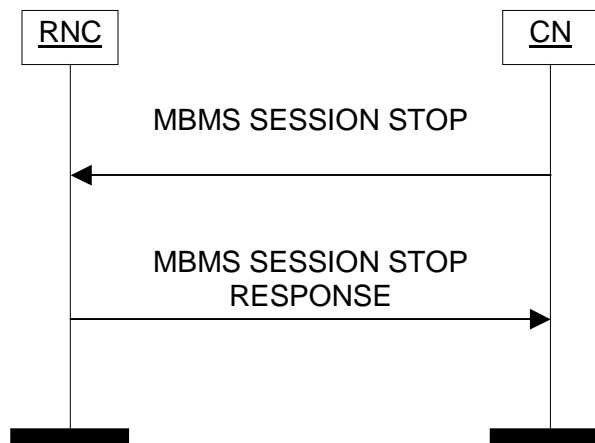 RNC
CN
MBMS SESSION STOP
MBMS SESSION STOP
RESPONSE